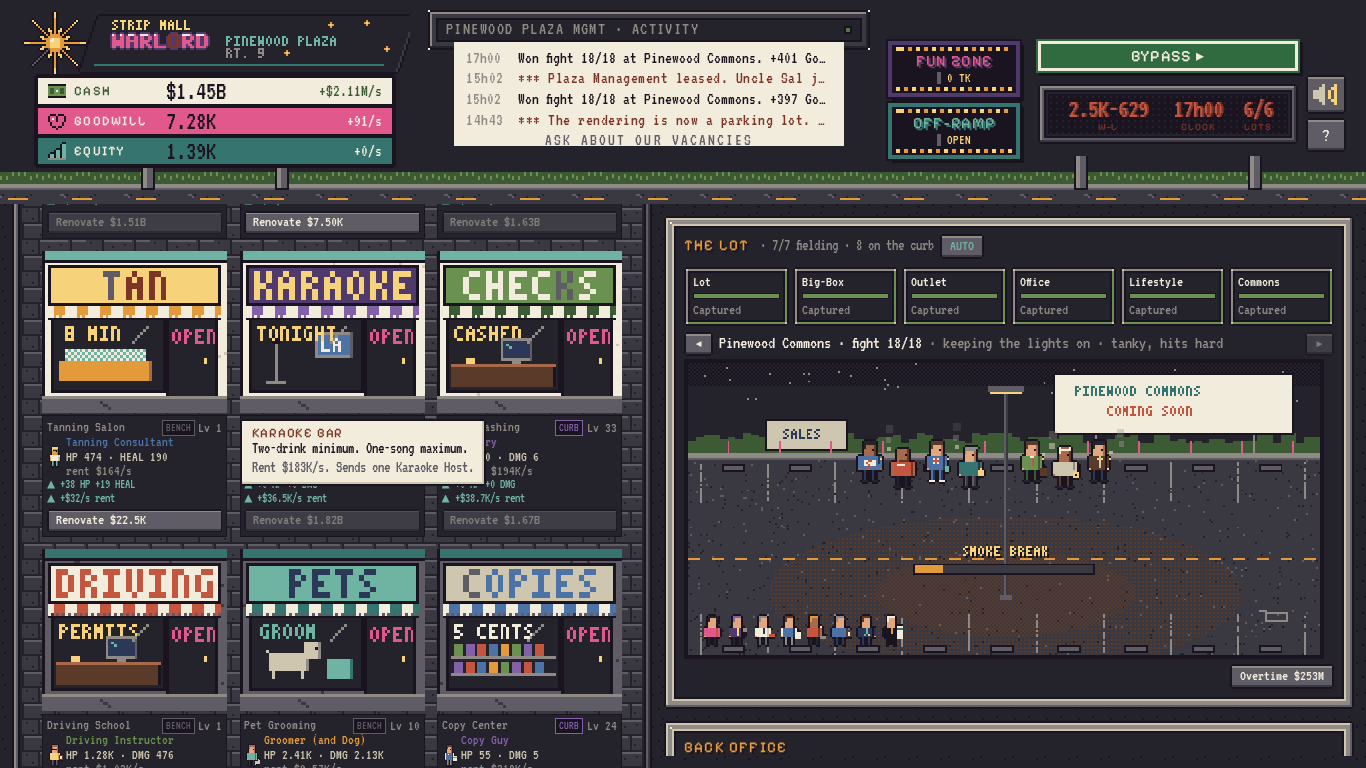 STRIP MALL
WARLORD
PINEWOOD PLAZA
RT. 9
CASH $1.45B +$2.11M/s
GOODWILL 7.28K +91/s
EQUITY 1.39K +0/s
PINEWOOD PLAZA MGMT · ACTIVITY
17h00 Won fight 18/18 at Pinewood Commons. +401 Go…
15h02 *** Plaza Management leased. Uncle Sal j…
15h02 Won fight 18/18 at Pinewood Commons. +397 Go…
14h43 *** The rendering is now a parking lot. …
ASK ABOUT OUR VACANCIES
FUN ZONE
0 TK
OFF-RAMP
OPEN
BYPASS ▶
2.5K-629 17h00 6/6
W-L CLOCK LOTS
?
Renovate $1.51B
Renovate $7.50K
Renovate $1.63B
TAN
8 MIN
OPEN
KARAOKE
TONIGHT
LA
OPEN
CHECKS
CASHED
OPEN
Tanning Salon BENCH Lv 1
Tanning Consultant
HP 474 · HEAL 190
rent $164/s
▲ +38 HP +19 HEAL
▲ +$32/s rent
Renovate $22.5K
KARAOKE BAR
Two-drink minimum. One-song maximum.
Rent $183K/s. Sends one Karaoke Host.
▲ +$36.5K/s rent
Renovate $1.82B
ashing CURB Lv 33
ry
0 · DMG 6
$194K/s
+0 DMG
▲ +$38.7K/s rent
Renovate $1.67B
DRIVING
PERMITS
OPEN
PETS
GROOM
OPEN
COPIES
5 CENTS
OPEN
Driving School BENCH Lv 1
Driving Instructor
HP 1.28K · DMG 476
Pet Grooming BENCH Lv 10
Groomer (and Dog)
HP 2.41K · DMG 2.13K
Copy Center CURB Lv 24
Copy Guy
HP 55 · DMG 5
THE LOT · 7/7 fielding · 8 on the curb AUTO
Lot
Captured
Big-Box
Captured
Outlet
Captured
Office
Captured
Lifestyle
Captured
Commons
Captured
◀ Pinewood Commons · fight 18/18 · keeping the lights on · tanky, hits hard ▶
PINEWOOD COMMONS
COMING SOON
SALES
SMOKE BREAK
Overtime $253M
BACK OFFICE